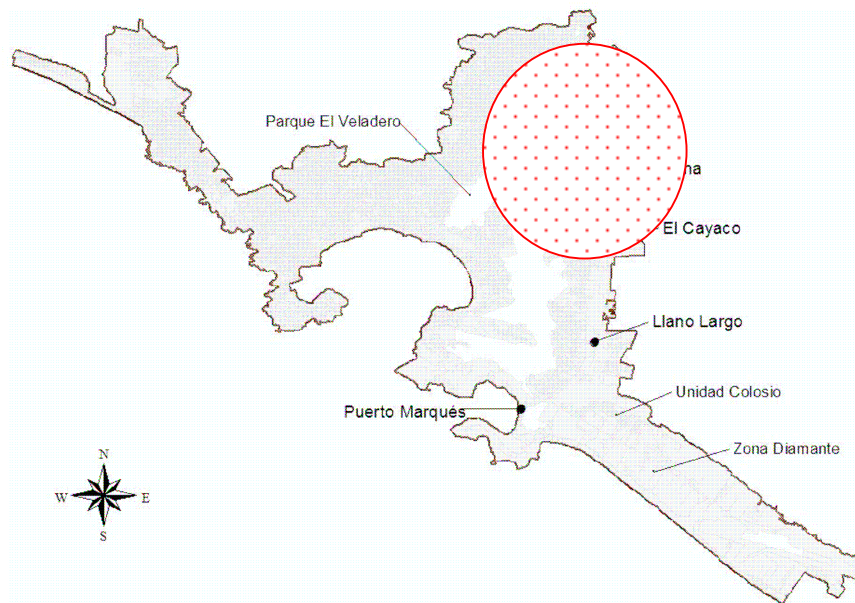 Parque El Veladero
na
El Cayaco
Llano Largo
Unidad Colosio
Puerto Marqués
Zona Diamante
N
W E
S